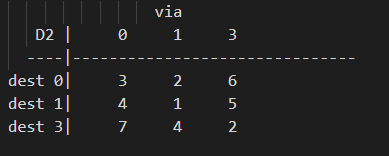 via
D2 | 0 1 3
----|-----------------------------
dest 0| 3 2 6
dest 1| 4 1 5
dest 3| 7 4 2